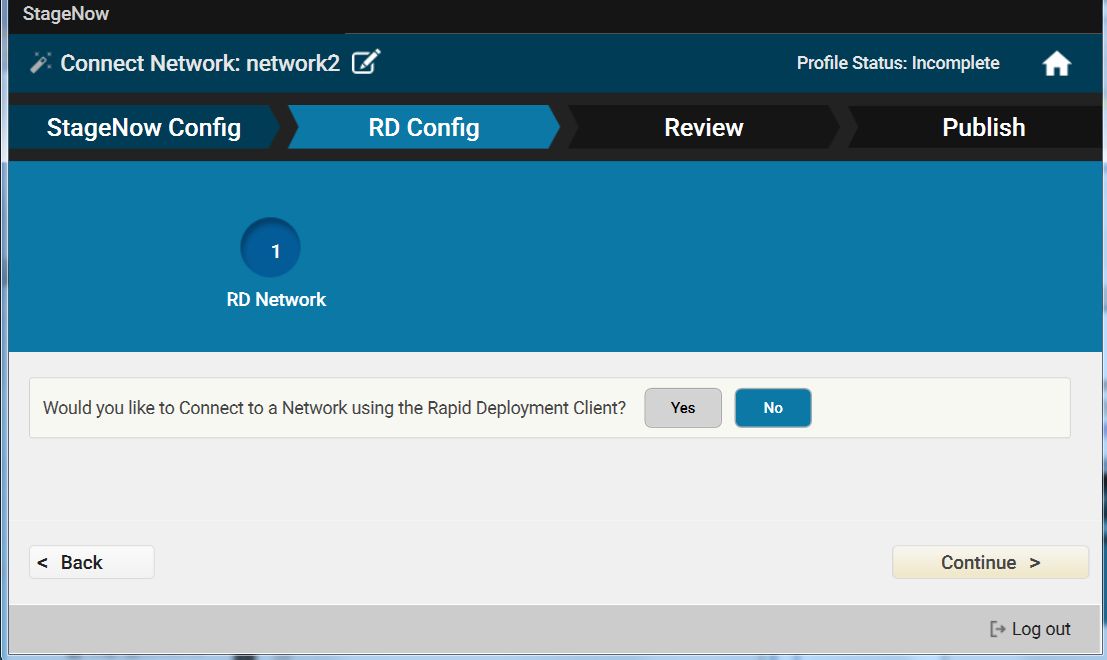 StageNow
Connect Network: network2
Profile Status: Incomplete
StageNow Config
RD Config
Review
Publish
1
RD Network
Would you like to Connect to a Network using the Rapid Deployment Client?
Yes
No
< Back
Continue >
Log out